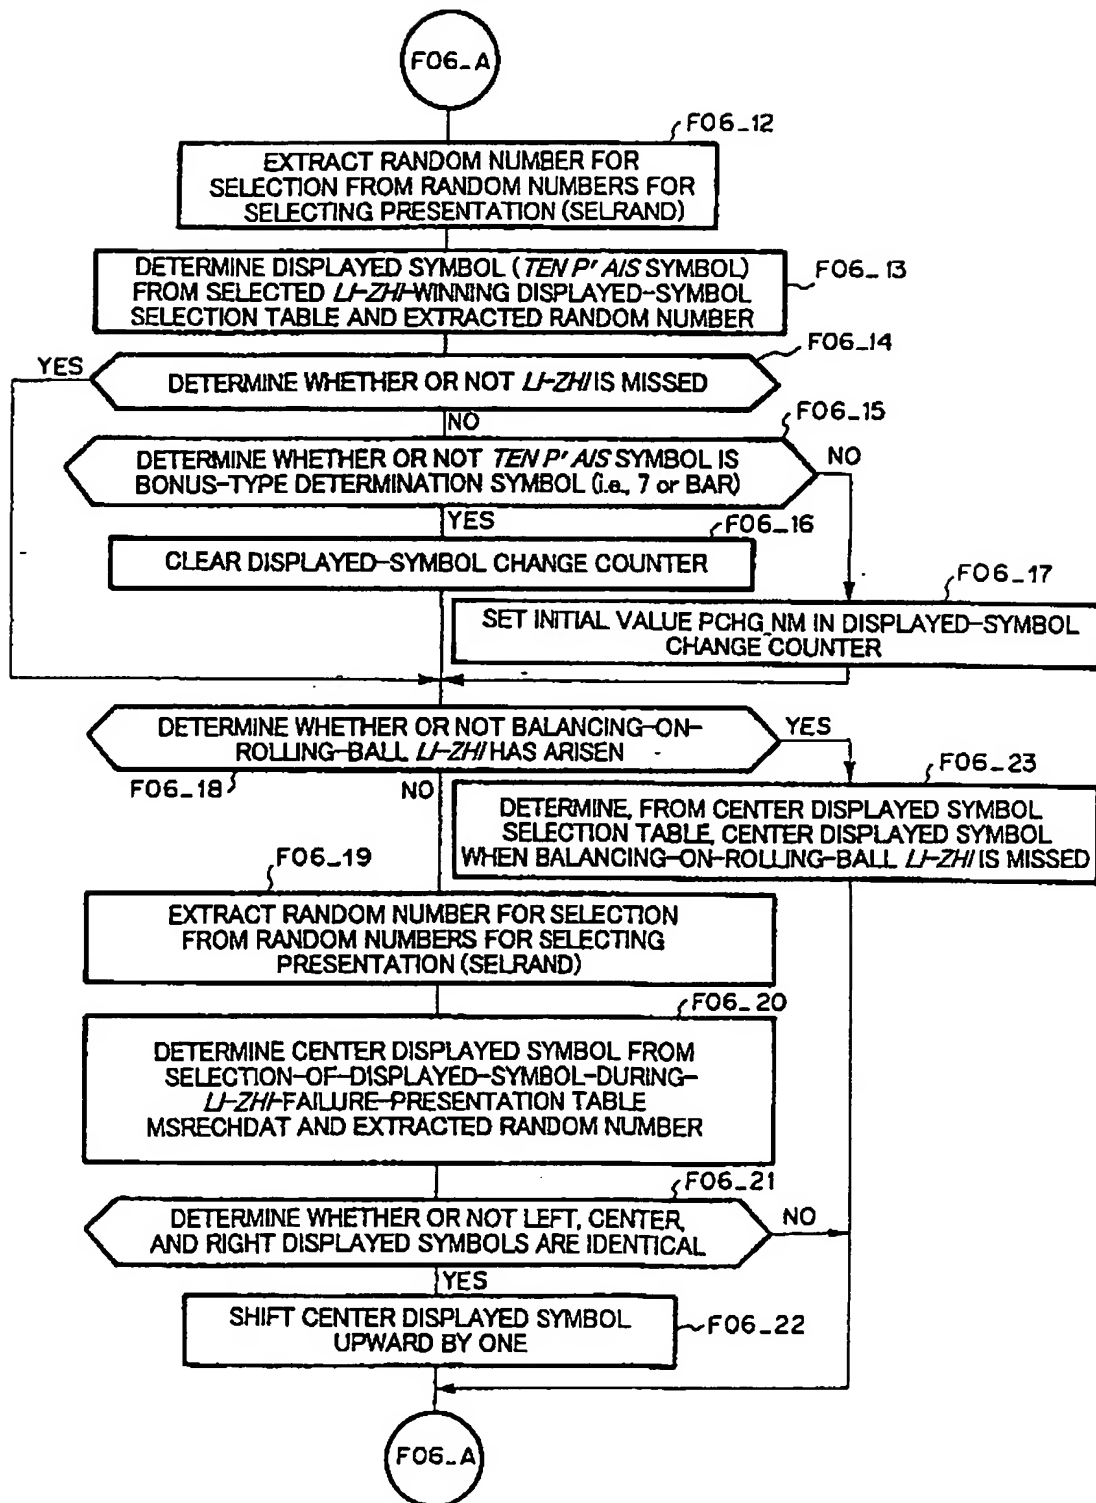 F06_A
F06_12
EXTRACT RANDOM NUMBER FOR
SELECTION FROM RANDOM NUMBERS FOR
SELECTING PRESENTATION (SELRAND)
F06_13
DETERMINE DISPLAYED SYMBOL (TEN P' AIS SYMBOL)
FROM SELECTED LI-ZHI-WINNING DISPLAYED-SYMBOL
SELECTION TABLE AND EXTRACTED RANDOM NUMBER
F06_14
YES
DETERMINE WHETHER OR NOT LI-ZHI IS MISSED
NO
F06_15
DETERMINE WHETHER OR NOT TEN P' AIS SYMBOL IS
BONUS-TYPE DETERMINATION SYMBOL (i.e., 7 or BAR)
NO
YES
F06_16
CLEAR DISPLAYED-SYMBOL CHANGE COUNTER
F06_17
SET INITIAL VALUE PCHG_NM IN DISPLAYED-SYMBOL
CHANGE COUNTER
DETERMINE WHETHER OR NOT BALANCING-ON-
ROLLING-BALL LI-ZHI HAS ARISEN
YES
F06_18
NO
F06_23
DETERMINE, FROM CENTER DISPLAYED SYMBOL
SELECTION TABLE, CENTER DISPLAYED SYMBOL
WHEN BALANCING-ON-ROLLING-BALL LI-ZHI IS MISSED
F06_19
EXTRACT RANDOM NUMBER FOR SELECTION
FROM RANDOM NUMBERS FOR SELECTING
PRESENTATION (SELRAND)
F06_20
DETERMINE CENTER DISPLAYED SYMBOL FROM
SELECTION-OF-DISPLAYED-SYMBOL-DURING-
LI-ZHI-FAILURE-PRESENTATION TABLE
MSRECHDAT AND EXTRACTED RANDOM NUMBER
F06_21
DETERMINE WHETHER OR NOT LEFT, CENTER,
AND RIGHT DISPLAYED SYMBOLS ARE IDENTICAL
NO
YES
SHIFT CENTER DISPLAYED SYMBOL
UPWARD BY ONE
F06_22
F06_A